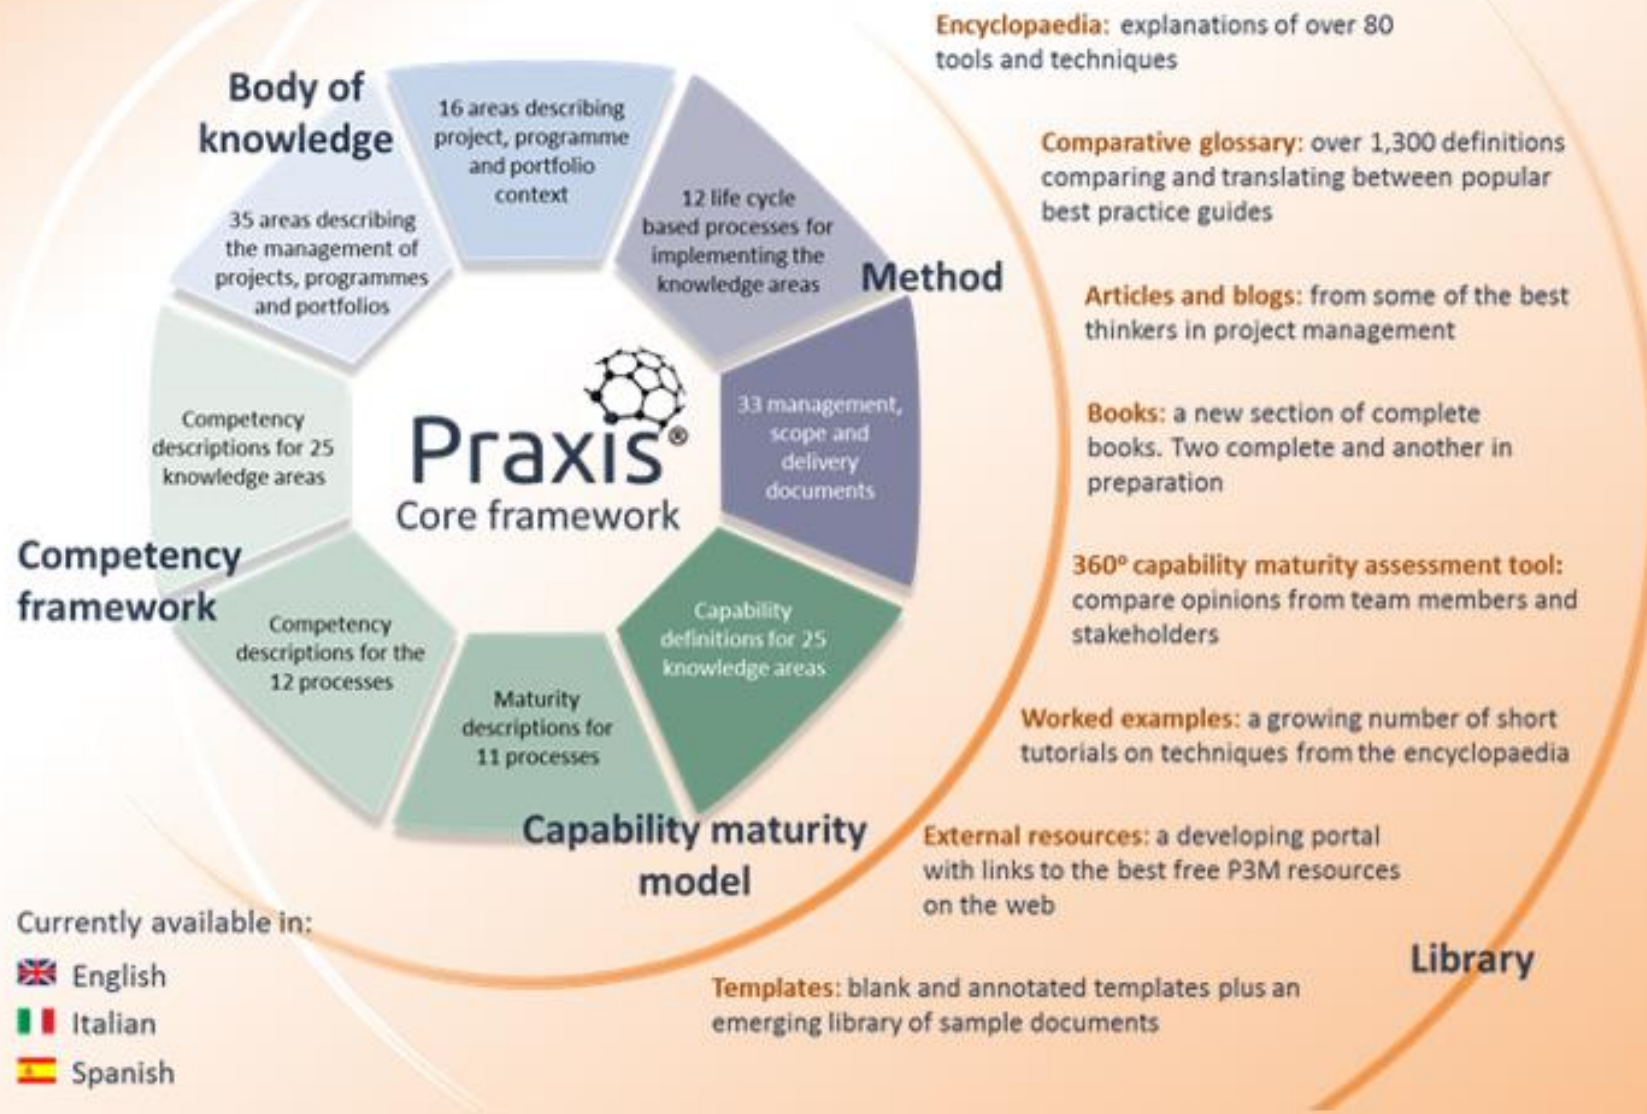 Body of
knowledge
16 areas describing
project, programme
and portfolio
context
35 areas describing
the management of
projects, programmes
and portfolios
12 life cycle
based processes for
implementing the
knowledge areas
Method
33 management,
scope and
delivery
documents
Competency
descriptions for 25
knowledge areas
Praxis®
Core framework
Competency
framework
Competency
descriptions for the
12 processes
Maturity
descriptions for
11 processes
Capability
definitions for 25
knowledge areas
Capability maturity
model
Currently available in:
English
Italian
Spanish
Encyclopaedia: explanations of over 80
tools and techniques
Comparative glossary: over 1,300 definitions
comparing and translating between popular
best practice guides
Articles and blogs: from some of the best
thinkers in project management
Books: a new section of complete
books. Two complete and another in
preparation
360º capability maturity assessment tool:
compare opinions from team members and
stakeholders
Worked examples: a growing number of short
tutorials on techniques from the encyclopaedia
External resources: a developing portal
with links to the best free P3M resources
on the web
Library
Templates: blank and annotated templates plus an
emerging library of sample documents